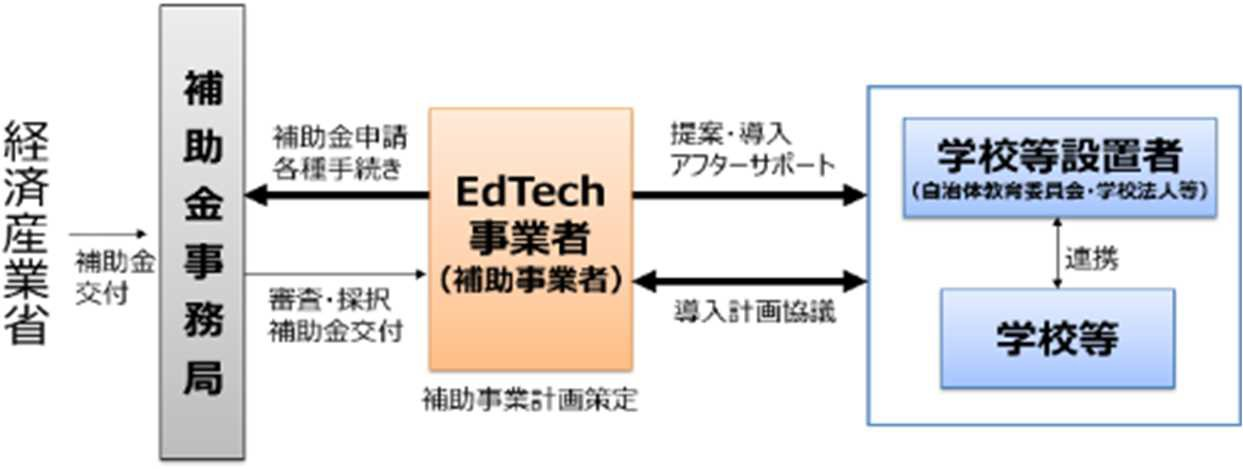 経済産業省
補助金
交付
補助金事務局
補助金申請
各種手続き
審査・採択
補助金交付
EdTech
事業者
(補助事業者)
補助事業計画策定
提案・導入
アフターサポート
導入計画協議
学校等設置者
(自治体教育委員会・学校法人等)
連携
学校等